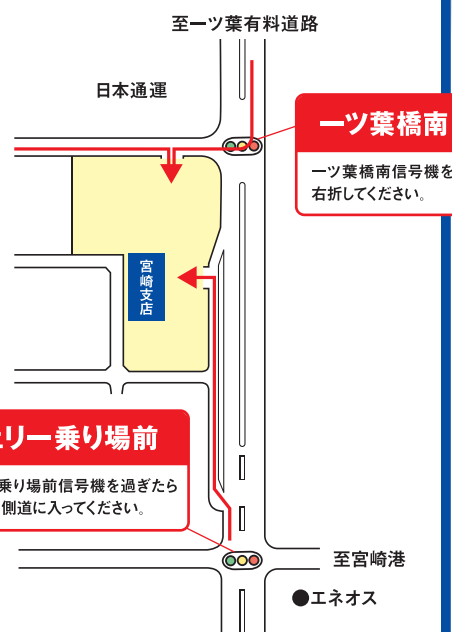 至一ツ葉有料道路
日本通運
一ツ葉橋南
一ツ葉橋南信号機を
右折してください。
宮崎支店
ェリー乗り場前
乗り場前信号機を過ぎたら
側道に入ってください。
至宮崎港
●エネオス